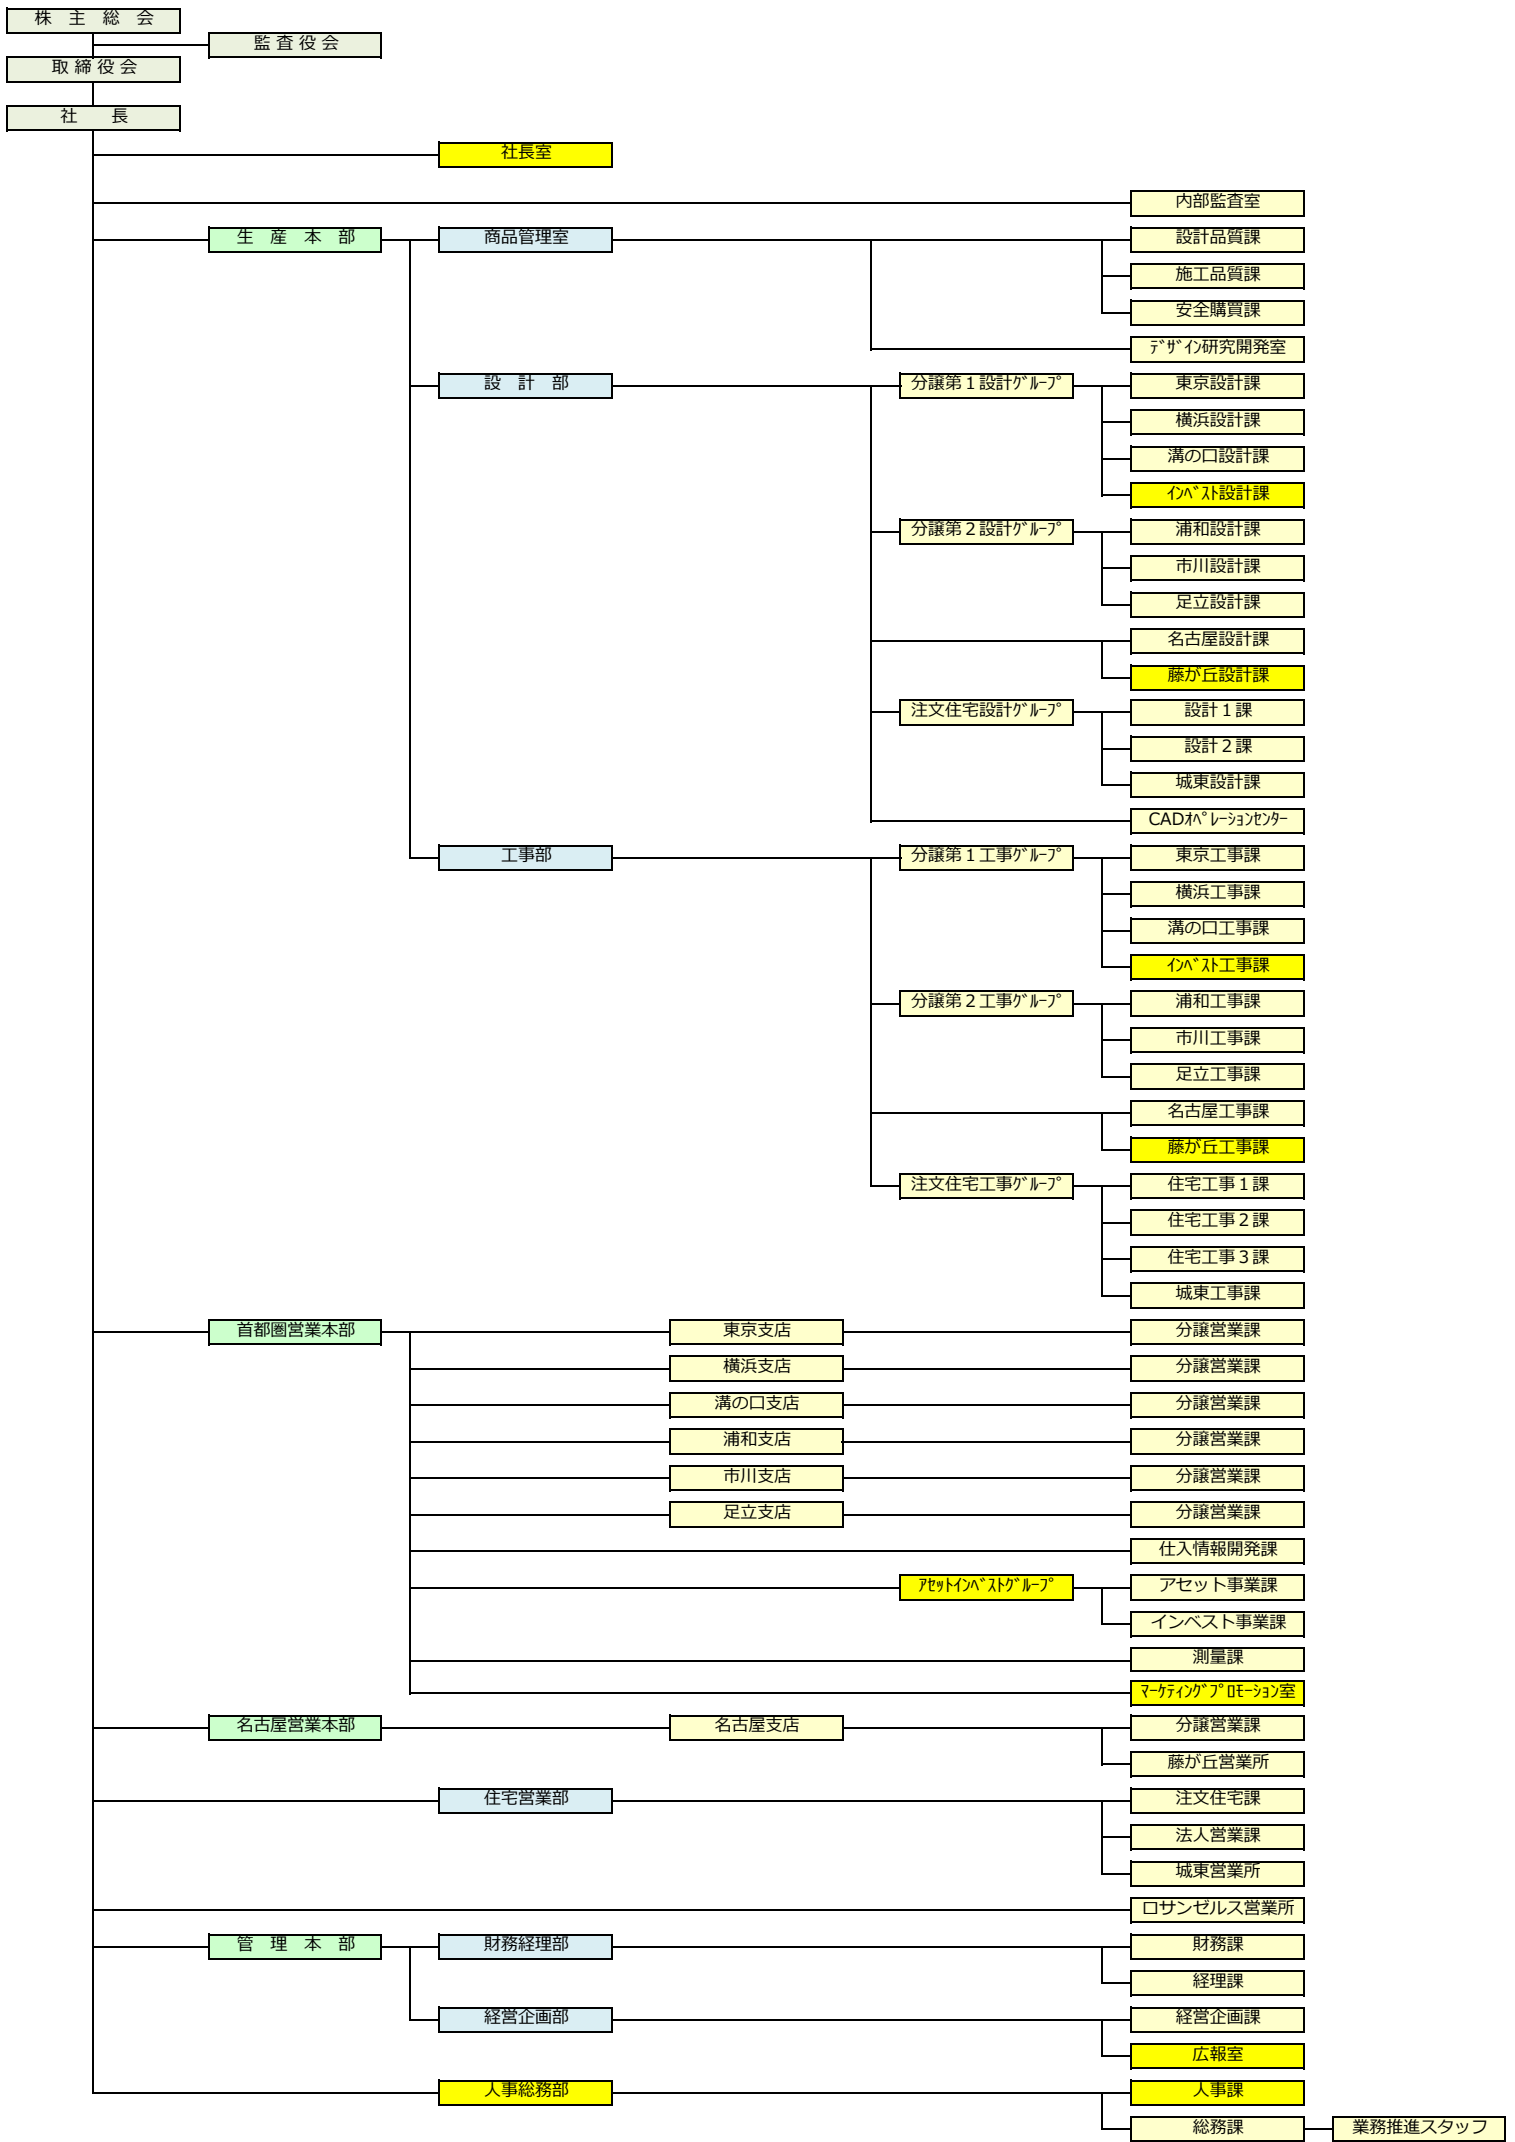 株　主　総　会
監 査 役 会
取 締 役 会
社　　長
社長室
内部監査室
生　産　本　部
商品管理室
設計品質課
施工品質課
安全購買課
ﾃﾞｻﾞｲﾝ研究開発室
設　計　部
分譲第１設計ｸﾞﾙｰﾌﾟ
東京設計課
横浜設計課
溝の口設計課
ｲﾝﾍﾞｽﾄ設計課
分譲第２設計ｸﾞﾙｰﾌﾟ
浦和設計課
市川設計課
足立設計課
名古屋設計課
藤が丘設計課
注文住宅設計ｸﾞﾙｰﾌﾟ
設計１課
設計２課
城東設計課
CADｵﾍﾟﾚｰｼｮﾝｾﾝﾀｰ
工事部
分譲第１工事ｸﾞﾙｰﾌﾟ
東京工事課
横浜工事課
溝の口工事課
ｲﾝﾍﾞｽﾄ工事課
分譲第２工事ｸﾞﾙｰﾌﾟ
浦和工事課
市川工事課
足立工事課
名古屋工事課
藤が丘工事課
注文住宅工事ｸﾞﾙｰﾌﾟ
住宅工事１課
住宅工事２課
住宅工事３課
城東工事課
首都圏営業本部
東京支店
分譲営業課
横浜支店
分譲営業課
溝の口支店
分譲営業課
浦和支店
分譲営業課
市川支店
分譲営業課
足立支店
分譲営業課
仕入情報開発課
ｱｾｯﾄｲﾝﾍﾞｽﾄｸﾞﾙｰﾌﾟ
アセット事業課
インベスト事業課
測量課
ﾏｰｹﾃｨﾝｸﾞﾌﾟﾛﾓｰｼｮﾝ室
名古屋営業本部
名古屋支店
分譲営業課
藤が丘営業所
住宅営業部
注文住宅課
法人営業課
城東営業所
ロサンゼルス営業所
管　理　本　部
財務経理部
財務課
経理課
経営企画部
経営企画課
広報室
人事総務部
人事課
総務課
業務推進スタッフ